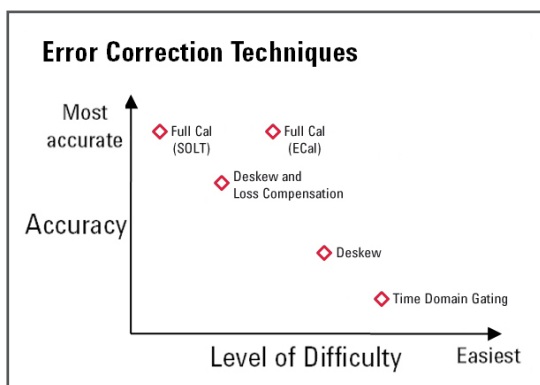 Error Correction Techniques
Most
accurate
Full Cal
(SOLT)
Full Cal
(ECal)
Deskew and
Loss Compensation
Accuracy
Deskew
Time Domain Gating
Level of Difficulty
Easiest